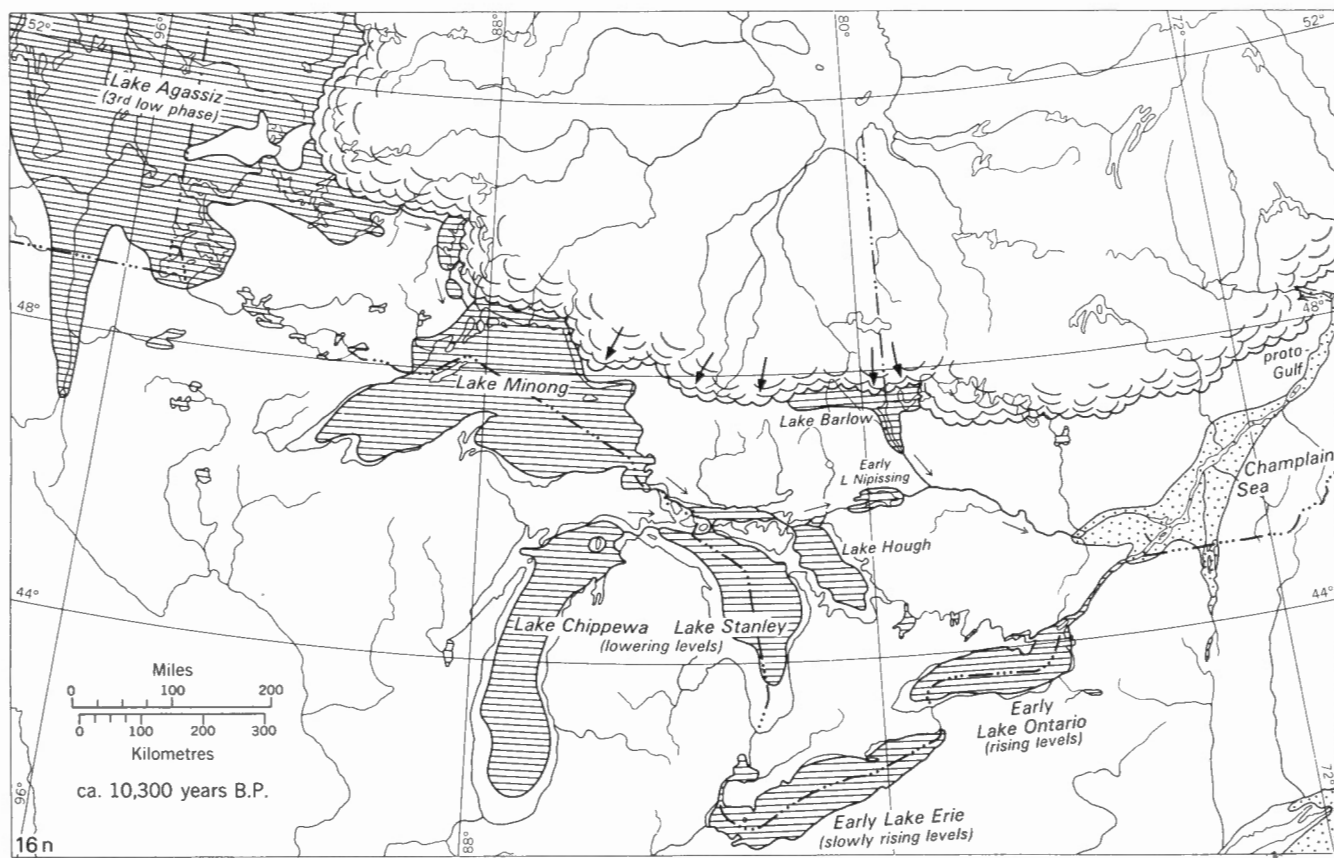 52°
96°
88°
80°
72°
52°
Lake Agassiz
(3rd low phase)
48°
48°
proto
Gulf
Lake Minong
Lake Barlow
Early
L Nipissing
Champlain
Sea
Lake Hough
44°
44°
Lake Chippewa
Lake Stanley
(lowering levels)
Miles
0 100 200
0 100 200 300
Kilometres
Early
Lake Ontario
(rising levels)
ca. 10,300 years B.P.
96°
88°
72°
Early Lake Erie
(slowly rising levels)
16n